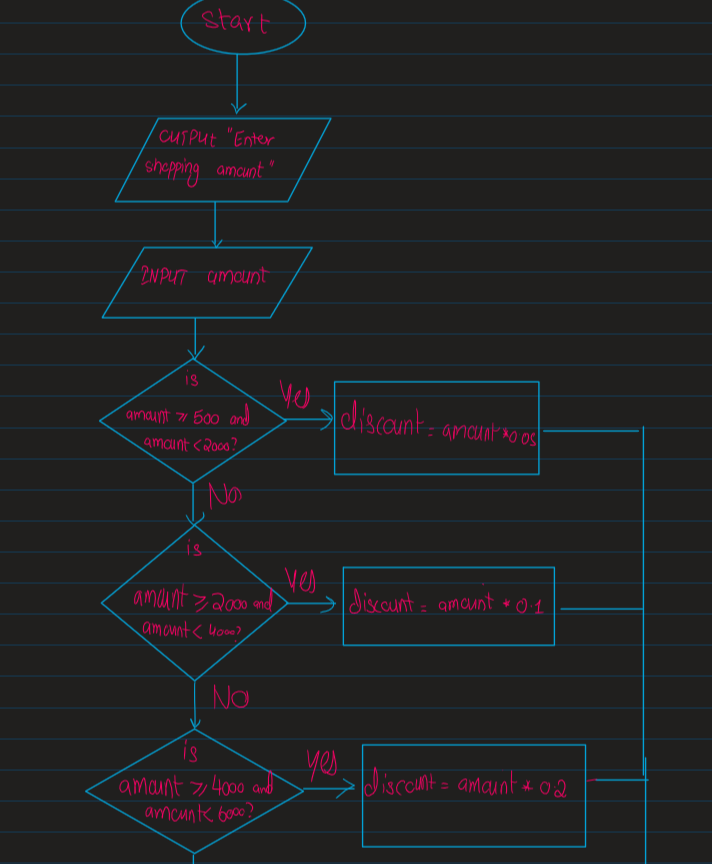 Start
OUTPUT "Enter
shopping amount"
INPUT amount
is
amount ≥ 500 and
amount < 2000?
Yes
discount = amount * 0.05
No
is
amount ≥ 2000 and
amount < 4000?
Yes
discount = amount * 0.1
No
is
amount ≥ 4000 and
amount < 6000?
Yes
discount = amount * 0.2